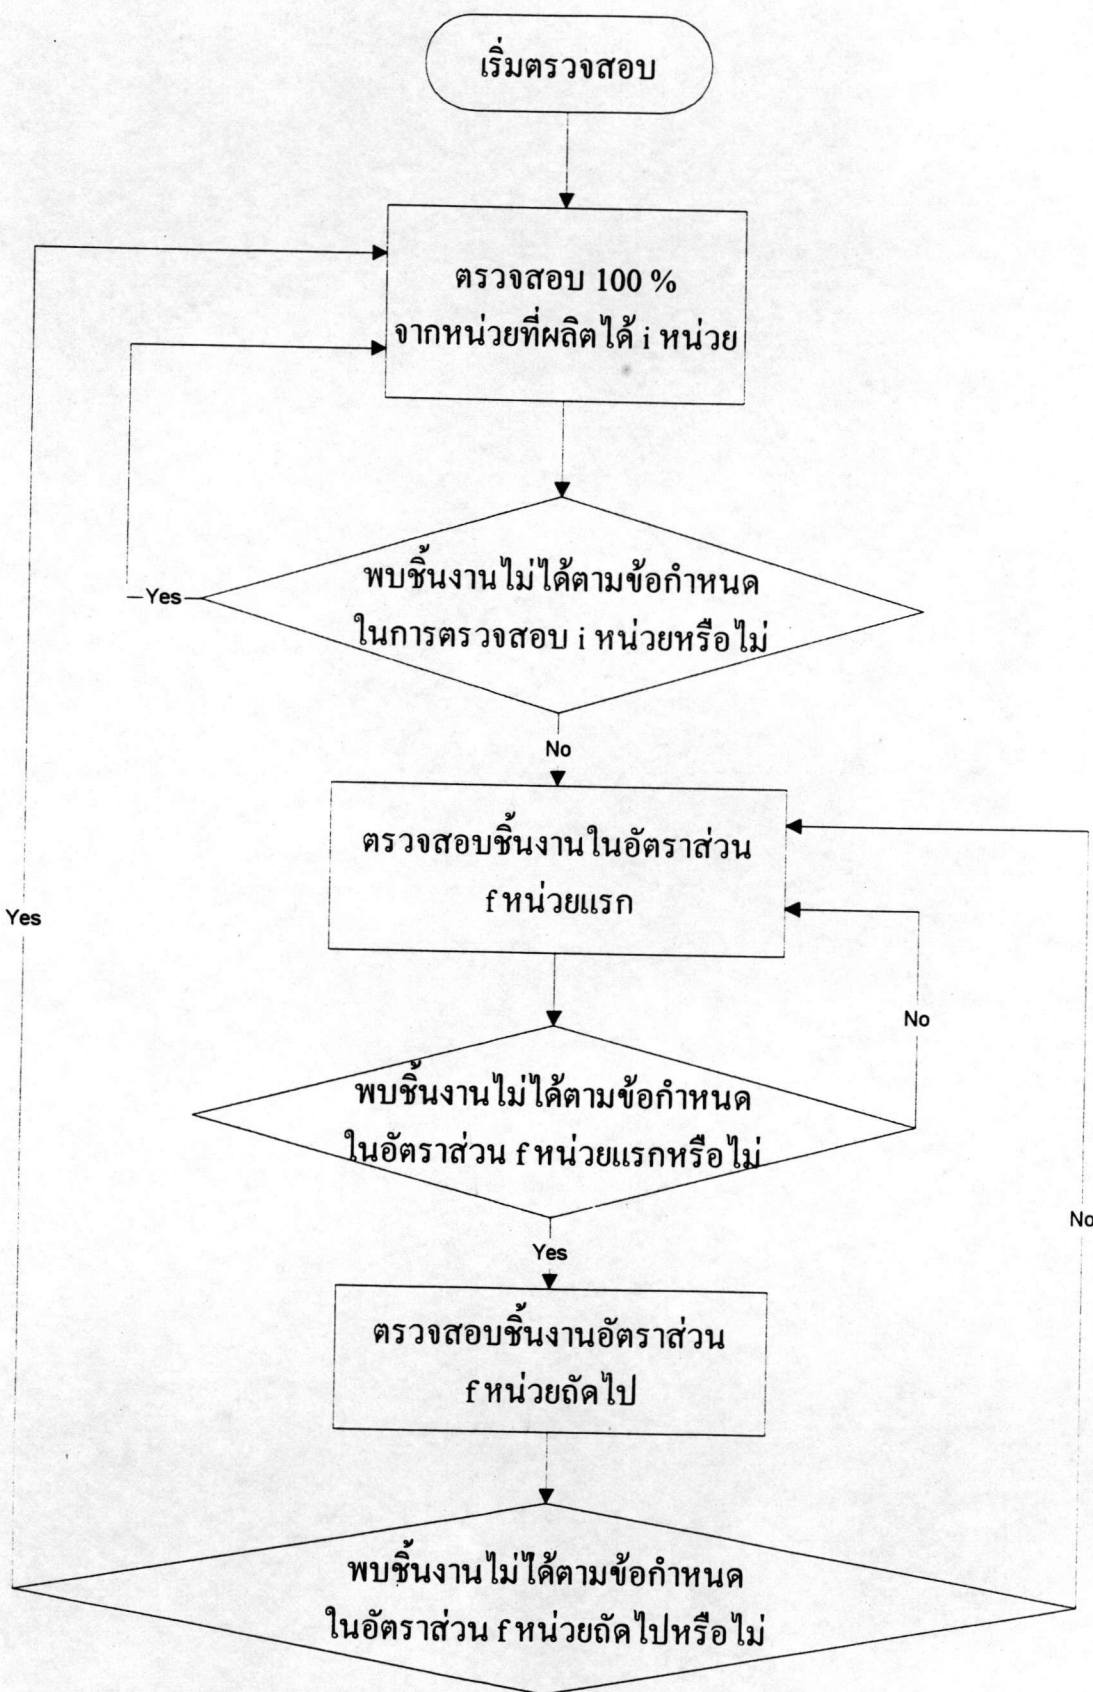 เริ่มตรวจสอบ
ตรวจสอบ 100 %
จากหน่วยที่ผลิตได้ i หน่วย
พบชิ้นงานไม่ได้ตามข้อกำหนด
ในการตรวจสอบ i หน่วยหรือไม่
Yes
No
ตรวจสอบชิ้นงานในอัตราส่วน
f หน่วยแรก
Yes
No
พบชิ้นงานไม่ได้ตามข้อกำหนด
ในอัตราส่วน f หน่วยแรกหรือไม่
No
Yes
ตรวจสอบชิ้นงานอัตราส่วน
f หน่วยถัดไป
พบชิ้นงานไม่ได้ตามข้อกำหนด
ในอัตราส่วน f หน่วยถัดไปหรือไม่